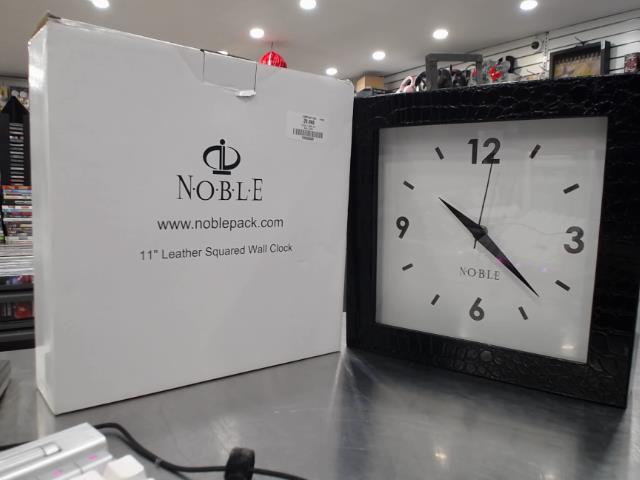 N·O·B·L·E
www.noblepack.com
11" Leather Squared Wall Clock
12
9
3
NOBLE
6